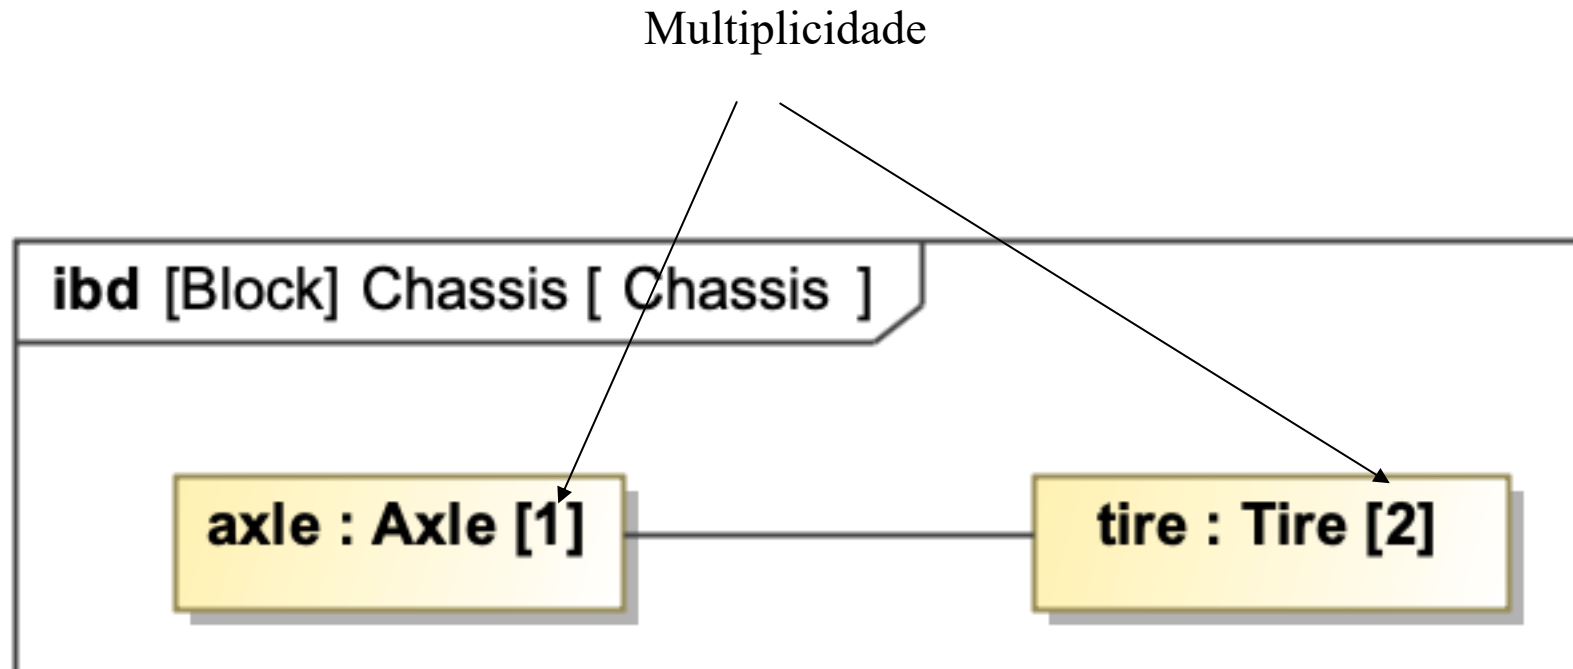 Multiplicidade
ibd [Block] Chassis [ Chassis ]
axle : Axle [1]
tire : Tire [2]